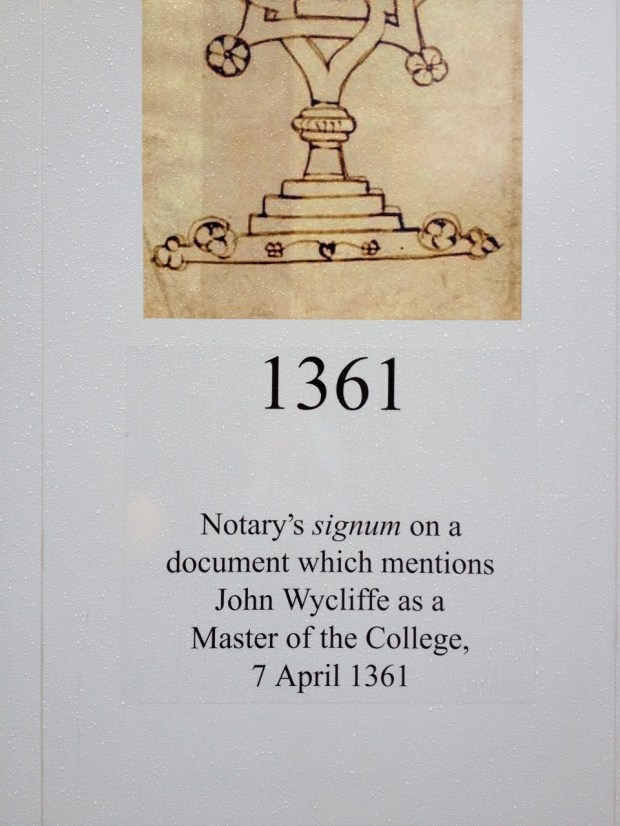 1361
Notary's signum on a
document which mentions
John Wycliffe as a
Master of the College,
7 April 1361